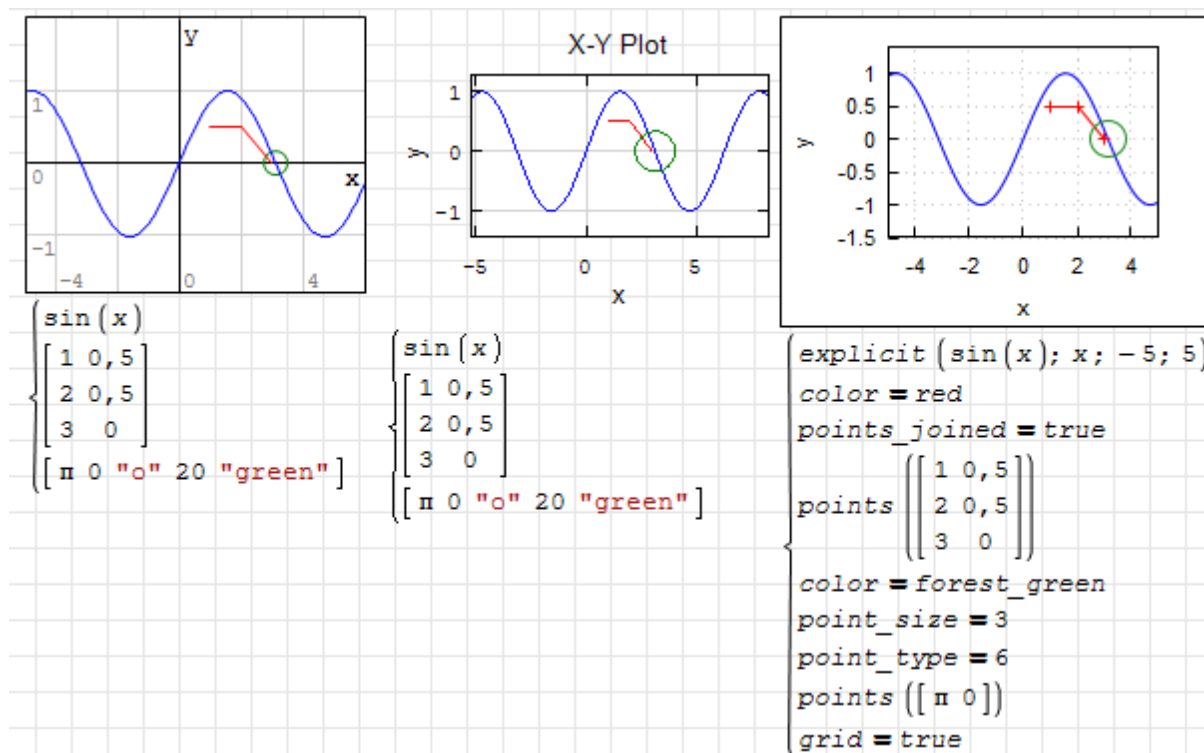 y
1
0
x
-1
-4
0
4
sin(x)
1 0,5
2 0,5
3 0
[π 0 "o" 20 "green"]
X-Y Plot
1
y
0
-1
-5
0
5
x
sin(x)
1 0,5
2 0,5
3 0
[π 0 "o" 20 "green"]
1
0.5
y
0
-0.5
-1
-1.5
-4
-2
0
2
4
x
explicit(sin(x); x; -5; 5)
color = red
points_joined = true
points
1 0,5
2 0,5
3 0
color = forest_green
point_size = 3
point_type = 6
points([π 0])
grid = true